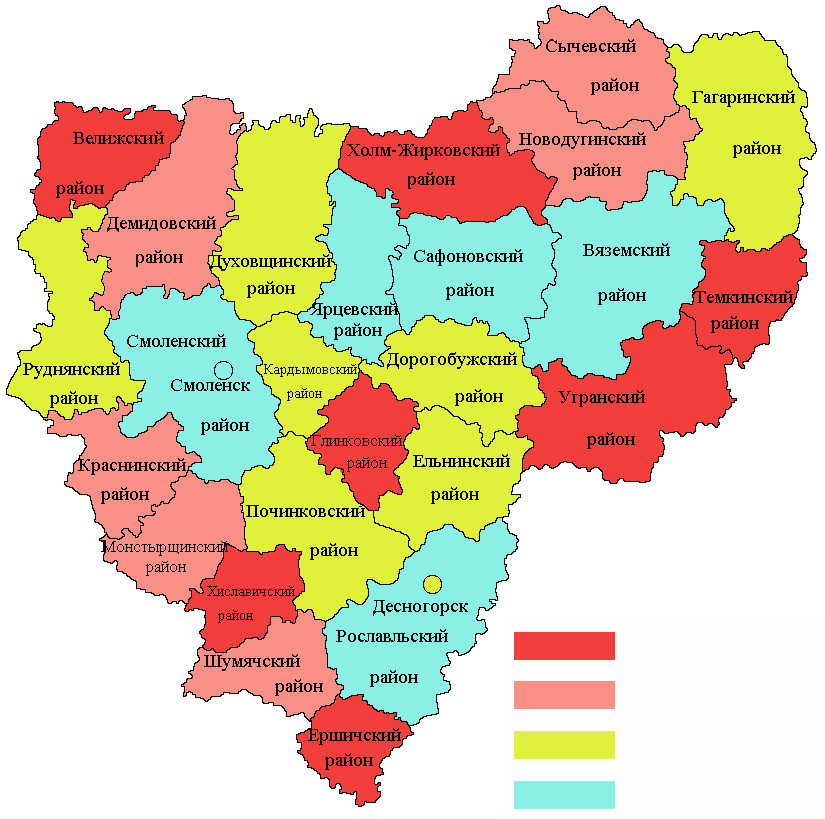 Сычевский
район
Гагаринский
район
Новодугинский
район
Велижский
район
Холм-Жирковский
район
Демидовский
район
Духовщинский
район
Сафоновский
район
Вяземский
район
Темкинский
район
Ярцевский
район
Смоленский
Смоленск
район
Руднянский
район
Кардымовский
район
Дорогобужский
район
Угранский
район
Глинковский
район
Ельнинский
район
Краснинский
район
Починковский
район
Монстырщинский
район
Хиславичский
район
Десногорск
Рославльский
район
Шумячский
район
Ершичский
район